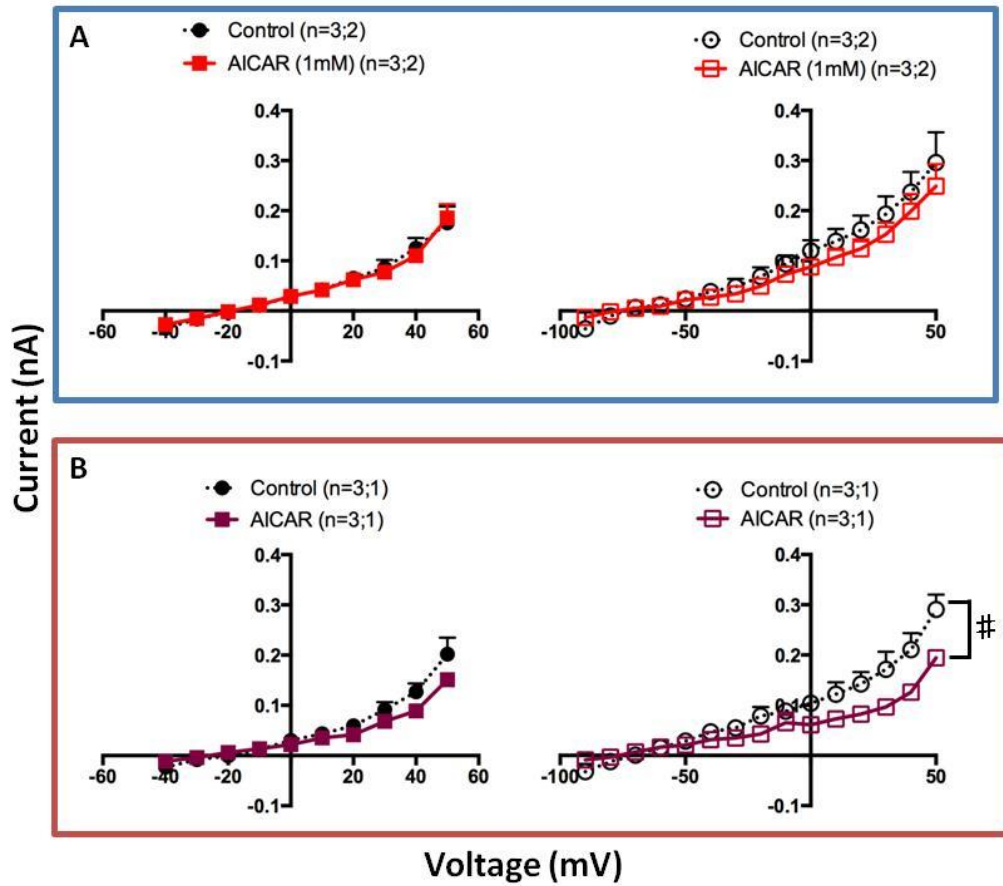 A
Control (n=3;2)
AICAR (1mM) (n=3;2)
Control (n=3;2)
AICAR (1mM) (n=3;2)
0.4
0.3
0.2
0.1
-0.1
-60 -40 -20 20 40 60
0.4
0.3
0.2
0.1
-0.1
-100 -50 50
Current (nA)
B
Control (n=3;1)
AICAR (n=3;1)
Control (n=3;1)
AICAR (n=3;1)
0.4
0.3
0.2
0.1
-0.1
-60 -40 -20 20 40 60
0.4
0.3
0.2
0.1
-0.1
-100 -50 50
#
Voltage (mV)